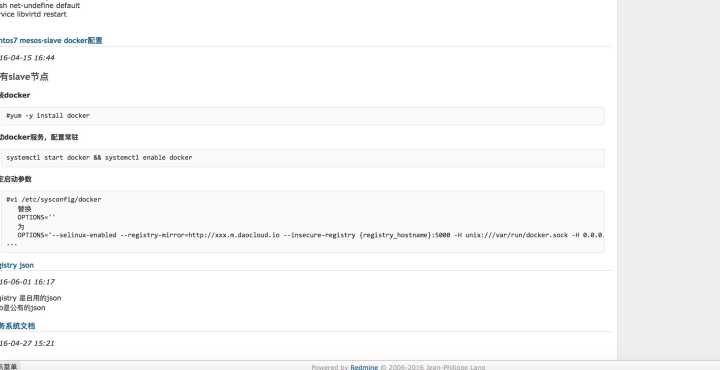 sh net-undefine default
rvice libvirtd restart
ntos7 mesos-slave docker配置
16-04-15 16:44
有slave节点
装docker
#yum -y install docker
动docker服务，配置常驻
systemctl start docker && systemctl enable docker
定启动参数
#vi /etc/sysconfig/docker
替换
OPTIONS=''
为
OPTIONS='--selinux-enabled --registry-mirror=http://xxx.m.daocloud.io --insecure-registry {registry_hostname}:5000 -H unix:///var/run/docker.sock -H 0.0.0.
...
gistry json
16-06-01 16:17
gistry 是自用的json
b是公有的json
务系统文档
16-04-27 15:21
菜单
Powered by Redmine © 2006-2016 Jean-Philippe Lang